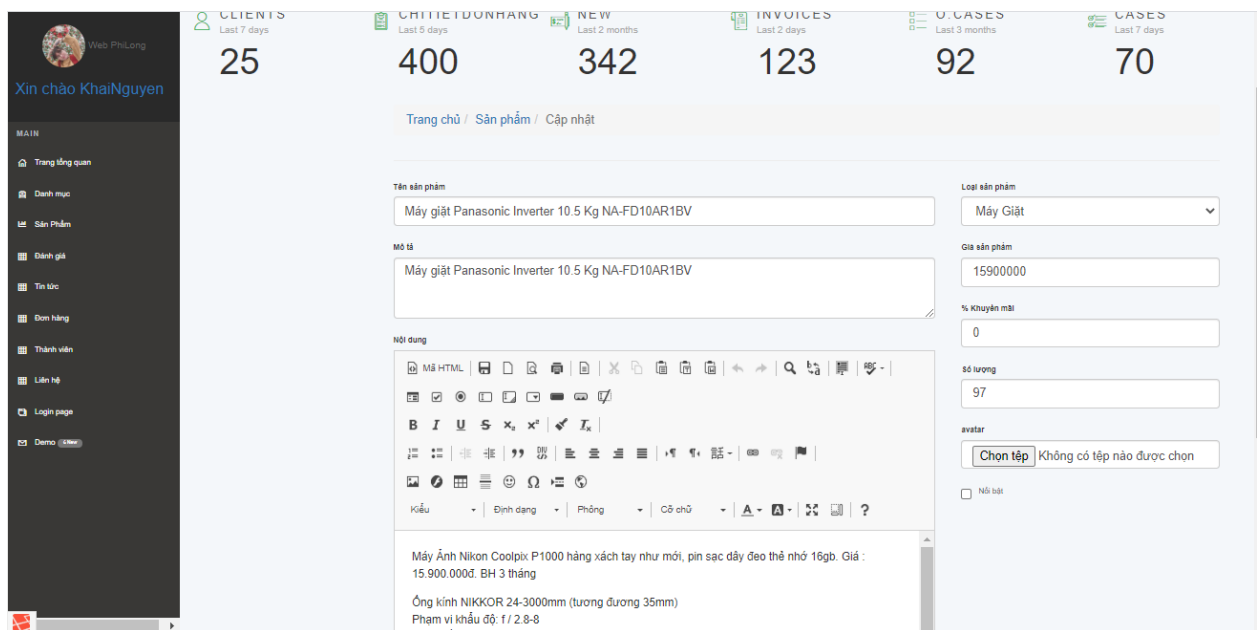 Web PhiLong
Xin chào KhaiNguyen
MAIN
Trang tổng quan
Danh mục
Sản Phẩm
Đánh giá
Tin tức
Đơn hàng
Thành viên
Liên hệ
Login page
Demo 6 New
CLIENTS
Last 7 days
25
CHITIETDONHANG
Last 5 days
400
NEW
Last 2 months
342
INVOICES
Last 2 days
123
O.CASES
Last 3 months
92
CASES
Last 7 days
70
Trang chủ / Sản phẩm / Cập nhật
Tên sản phẩm
Máy giặt Panasonic Inverter 10.5 Kg NA-FD10AR1BV
Mô tả
Máy giặt Panasonic Inverter 10.5 Kg NA-FD10AR1BV
Nội dung
Mã HTML
Kiểu Định dạng Phông Cỡ chữ
Máy Ảnh Nikon Coolpix P1000 hàng xách tay như mới, pin sạc dây đeo thẻ nhớ 16gb. Giá :
15.900.000đ. BH 3 tháng
Ống kính NIKKOR 24-3000mm (tương đương 35mm)
Phạm vi khẩu độ: f / 2.8-8
Loại sản phẩm
Máy Giặt
Giá sản phẩm
15900000
% Khuyến mãi
0
Số lượng
97
avatar
Chọn tệp Không có tệp nào được chọn
Nổi bật